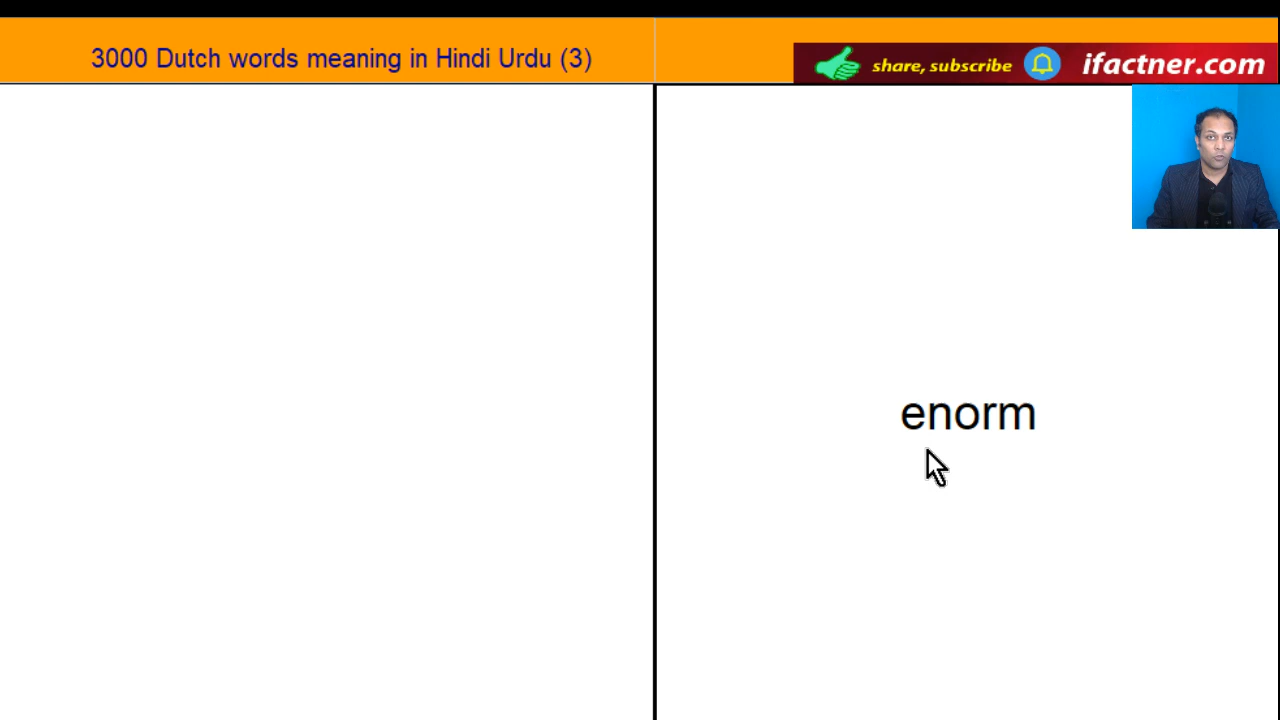 3000 Dutch words meaning in Hindi Urdu (3)
share, subscribe
ifactner.com
enorm